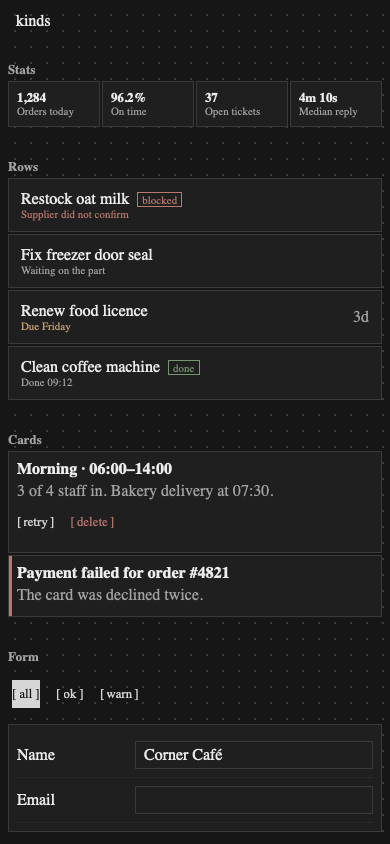 kinds
Stats
1,284
Orders today
96.2%
On time
37
Open tickets
4m 10s
Median reply
Rows
Restock oat milk blocked
Supplier did not confirm
Fix freezer door seal
Waiting on the part
Renew food licence 3d
Due Friday
Clean coffee machine done
Done 09:12
Cards
Morning · 06:00–14:00
3 of 4 staff in. Bakery delivery at 07:30.
[ retry ] [ delete ]
Payment failed for order #4821
The card was declined twice.
Form
[ all ] [ ok ] [ warn ]
Name Corner Café
Email